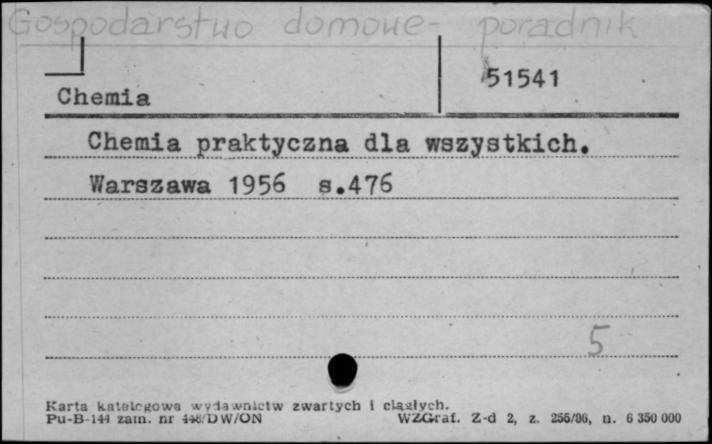 Gospodarstwo domowe - poradnik
51541
Chemia
Chemia praktyczna dla wszystkich.
Warszawa 1956 s.476
5
Karta katalogowa wydawnictw zwartych i ciągłych.
Pu-B-144 zam. nr DW/ON WZGraf. Z-d 2, z. 255/86, n. 6 350 000